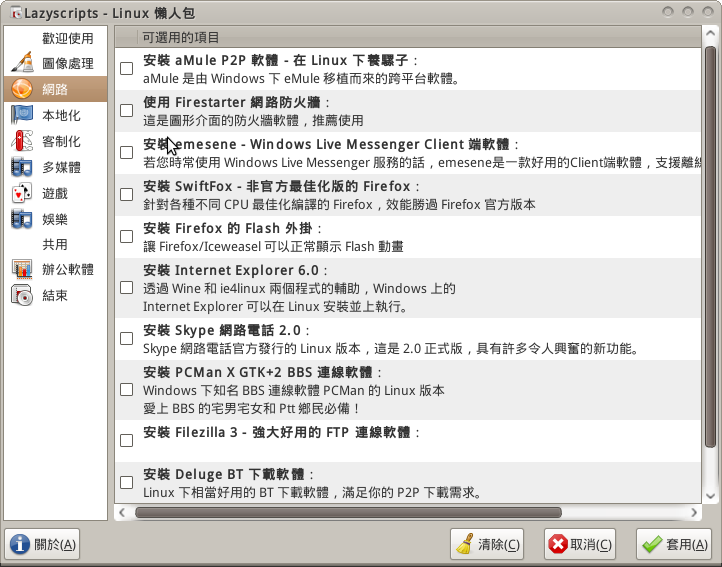 Lazyscripts - Linux 懶人包
歡迎使用
圖像處理
網路
本地化
客制化
多媒體
遊戲
娛樂
共用
辦公軟體
結束
可選用的項目
安裝 aMule P2P 軟體 - 在 Linux 下養騾子：
aMule 是由 Windows 下 eMule 移植而來的跨平台軟體。
使用 Firestarter 網路防火牆：
這是圖形介面的防火牆軟體，推薦使用
安裝 emesene - Windows Live Messenger Client 端軟體：
若您時常使用 Windows Live Messenger 服務的話，emesene是一款好用的Client端軟體，支援離線
安裝 SwiftFox - 非官方最佳化版的 Firefox：
針對各種不同 CPU 最佳化編譯的 Firefox，效能勝過 Firefox 官方版本
安裝 Firefox 的 Flash 外掛：
讓 Firefox/Iceweasel 可以正常顯示 Flash 動畫
安裝 Internet Explorer 6.0：
透過 Wine 和 ie4linux 兩個程式的輔助，Windows 上的
Internet Explorer 可以在 Linux 安裝並上執行。
安裝 Skype 網路電話 2.0：
Skype 網路電話官方發行的 Linux 版本，這是 2.0 正式版，具有許多令人興奮的新功能。
安裝 PCMan X GTK+2 BBS 連線軟體：
Windows 下知名 BBS 連線軟體 PCMan 的 Linux 版本
愛上 BBS 的宅男宅女和 Ptt 鄉民必備！
安裝 Filezilla 3 - 強大好用的 FTP 連線軟體：
安裝 Deluge BT 下載軟體：
Linux 下相當好用的 BT 下載軟體，滿足你的 P2P 下載需求。
關於(A)
清除(C)
取消(C)
套用(A)